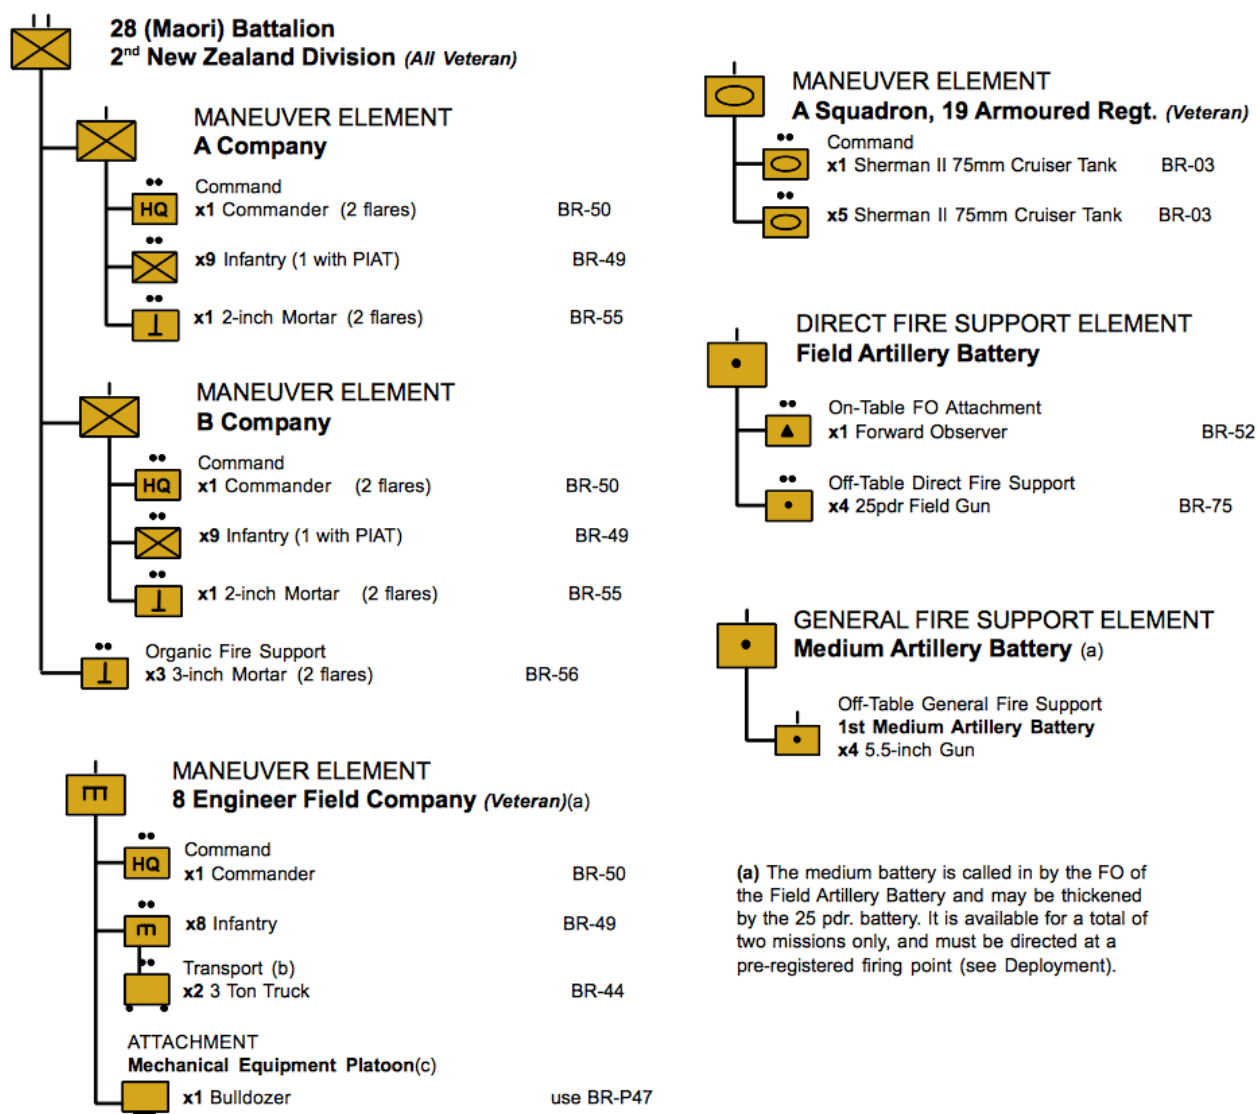 28 (Maori) Battalion
2nd New Zealand Division (All Veteran)
MANEUVER ELEMENT
A Company
Command
HQ x1 Commander (2 flares) BR-50
x9 Infantry (1 with PIAT) BR-49
x1 2-inch Mortar (2 flares) BR-55
MANEUVER ELEMENT
B Company
Command
HQ x1 Commander (2 flares) BR-50
x9 Infantry (1 with PIAT) BR-49
x1 2-inch Mortar (2 flares) BR-55
Organic Fire Support
x3 3-inch Mortar (2 flares) BR-56
MANEUVER ELEMENT
8 Engineer Field Company (Veteran)(a)
Command
HQ x1 Commander BR-50
x8 Infantry BR-49
Transport (b)
x2 3 Ton Truck BR-44
ATTACHMENT
Mechanical Equipment Platoon(c)
x1 Bulldozer use BR-P47
MANEUVER ELEMENT
A Squadron, 19 Armoured Regt. (Veteran)
Command
x1 Sherman II 75mm Cruiser Tank BR-03
x5 Sherman II 75mm Cruiser Tank BR-03
DIRECT FIRE SUPPORT ELEMENT
Field Artillery Battery
On-Table FO Attachment
x1 Forward Observer BR-52
Off-Table Direct Fire Support
x4 25pdr Field Gun BR-75
GENERAL FIRE SUPPORT ELEMENT
Medium Artillery Battery (a)
Off-Table General Fire Support
1st Medium Artillery Battery
x4 5.5-inch Gun
(a) The medium battery is called in by the FO of
the Field Artillery Battery and may be thickened
by the 25 pdr. battery. It is available for a total of
two missions only, and must be directed at a
pre-registered firing point (see Deployment).